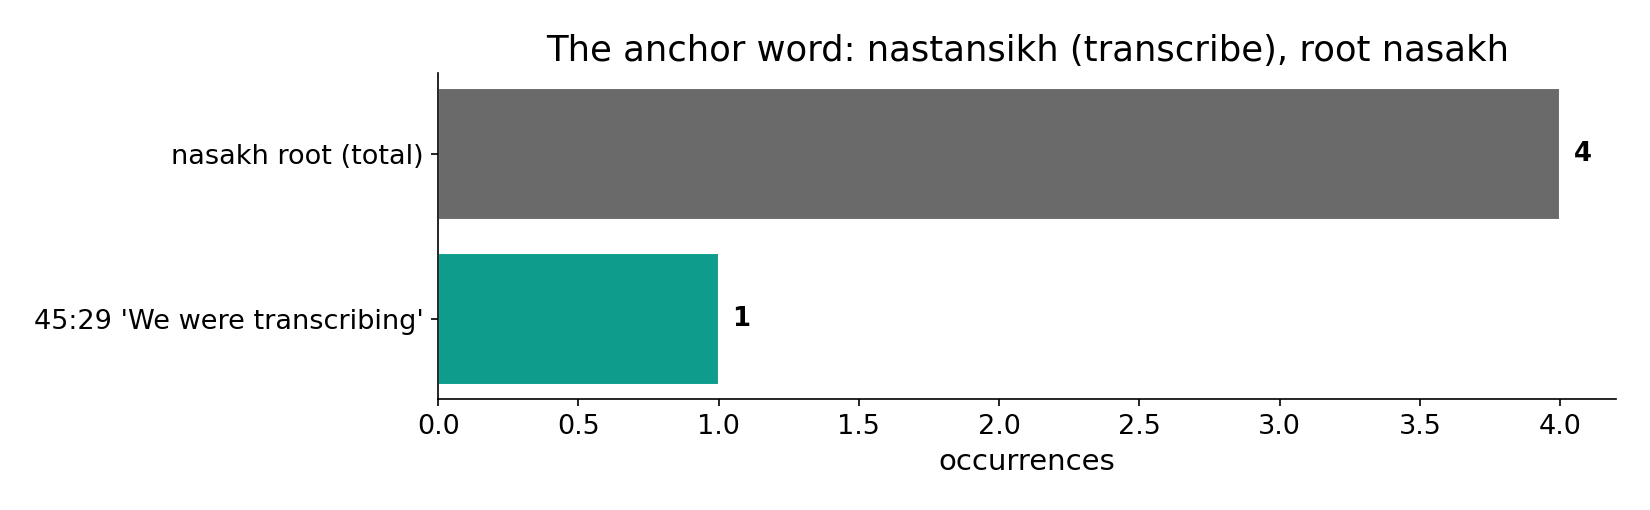 The anchor word: nastansikh (transcribe), root nasakh
nasakh root (total)
4
45:29 'We were transcribing'
1
0.0 0.5 1.0 1.5 2.0 2.5 3.0 3.5 4.0
occurrences